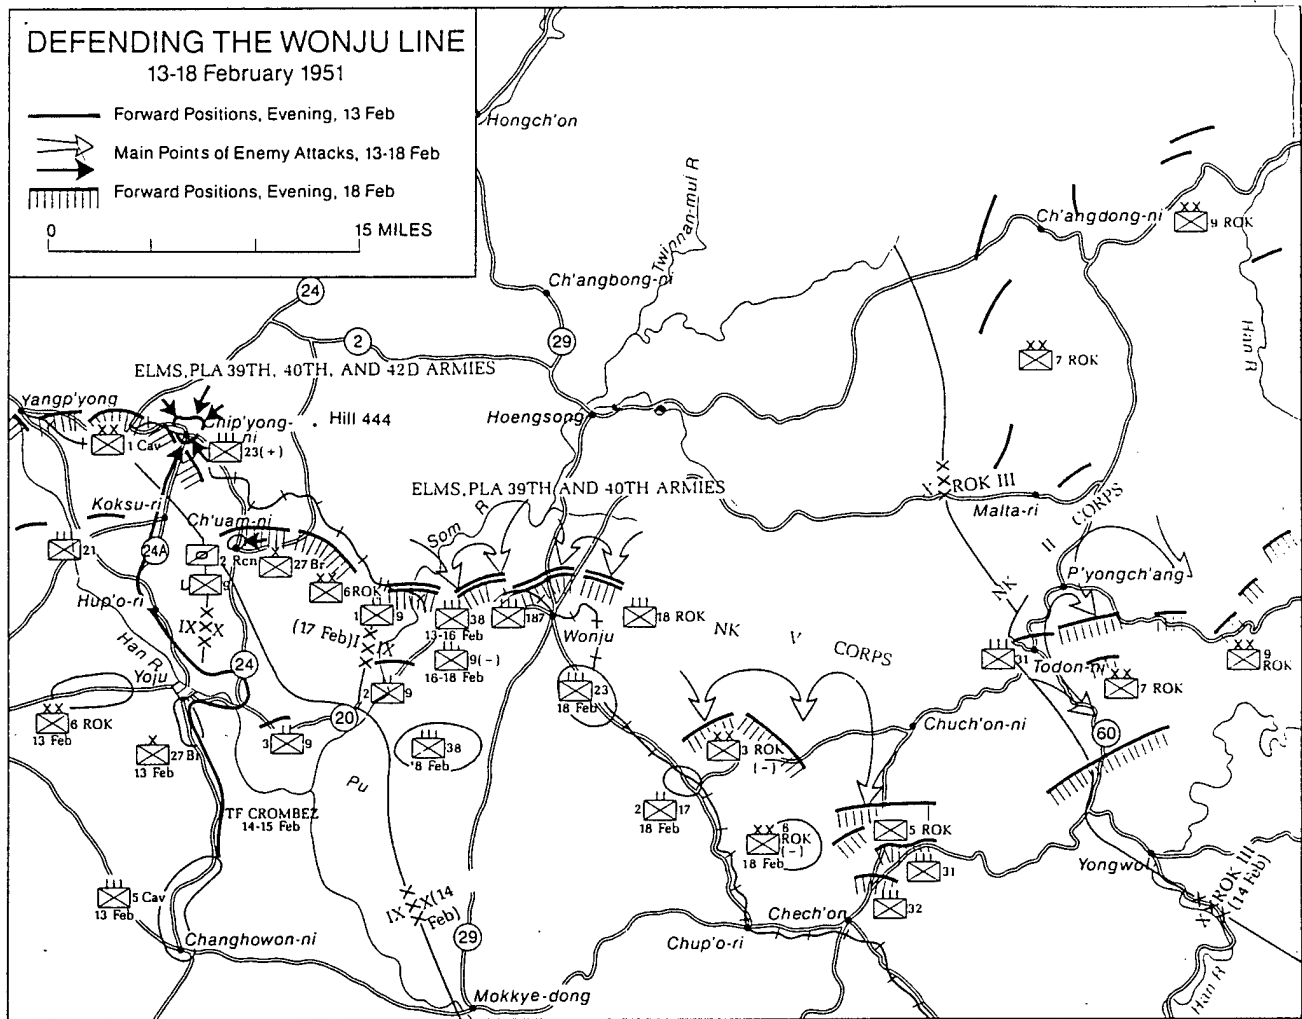 DEFENDING THE WONJU LINE
13-18 February 1951
Forward Positions, Evening, 13 Feb
Main Points of Enemy Attacks, 13-18 Feb
Forward Positions, Evening, 18 Feb
0 15 MILES
Hongch'on
Twinnan-mul R
Ch'angdong-ni
9 ROK
Ch'angbong-ni
24
2
29
Han R
7 ROK
ELMS, PLA 39TH, 40TH, AND 42D ARMIES
Yangp'yong
Chip'yong-
ni
Hill 444
Hoengsong
1 Cav
23(+)
ELMS, PLA 39TH AND 40TH ARMIES
X ROK III
Malta-ri
II CORPS
Koksu-ri
Ch'uam-ni
Som R
21
24A
2
Rcn
27 Br
L 9
6 ROK
P'yongch'ang
NK
Hup'o-ri
1 9
38
13-16 Feb
187
Wonju
18 ROK
IX X
(17 Feb) I IX
9(-)
16-18 Feb
NK V CORPS
31
Todon-ni
9
ROK
7 ROK
Han R
Yoju
24
2 9
23
18 Feb
6 ROK
13 Feb
20
3 9
27 Br
13 Feb
38
8 Feb
3 ROK
(-)
Chuch'on-ni
60
Pu
TF CROMBEZ
14-15 Feb
2 17
18 Feb
8
ROK
(-)
18 Feb
5 ROK
31
Yongwol
5 Cav
13 Feb
IX X (14
Feb)
32
X ROK III
(14 Feb)
Changhowon-ni
29
Chup'o-ri
Chech'on
Mokkye-dong
Han R